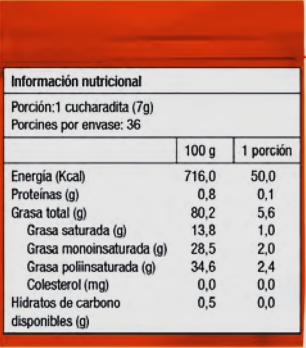 Información nutricional
Porción:1 cucharadita (7g)
Porcines por envase: 36
100 g 1 porción
Energía (Kcal) 716,0 50,0
Proteínas (g) 0,8 0,1
Grasa total (g) 80,2 5,6
Grasa saturada (g) 13,8 1,0
Grasa monoinsaturada (g) 28,5 2,0
Grasa poliinsaturada (g) 34,6 2,4
Colesterol (mg) 0,0 0,0
Hidratos de carbono 0,5 0,0
disponibles (g)